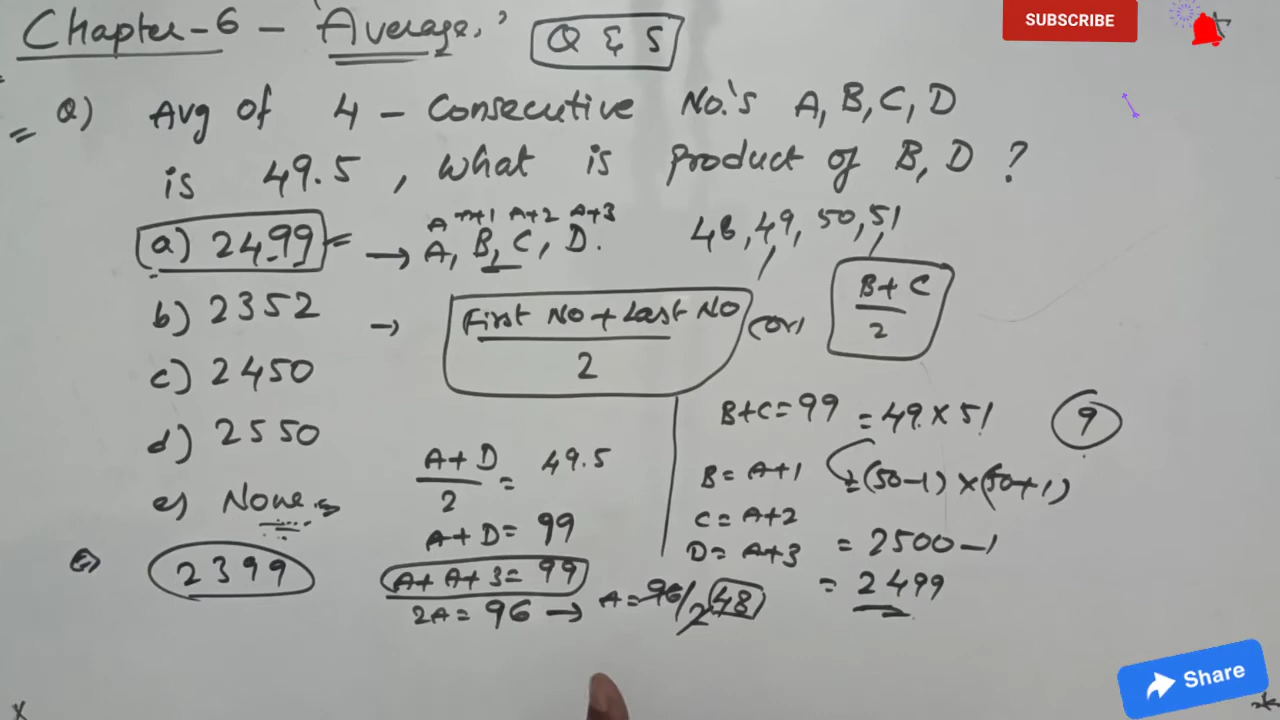 Chapter-6 - 'Average.' Q & S
SUBSCRIBE
Q) Avg of 4 - Consecutive No.'s A, B, C, D
is 49.5, What is product of B, D ?
A A+1 A+2 A+3
a) 2499 → A, B, C, D. 48, 49, 50, 51
b) 2352 → First No + Last No / 2 (or) B+C / 2
c) 2450
B+C = 99 = 49 × 51 9
d) 2550
A+D / 2 = 49.5 B = A+1 = (50-1) × (50+1)
e) None
A+D = 99 C = A+2
D = A+3 = 2500-1
2399 A+A+3 = 99 = 2499
2A = 96 → A = 96/2 48
Share